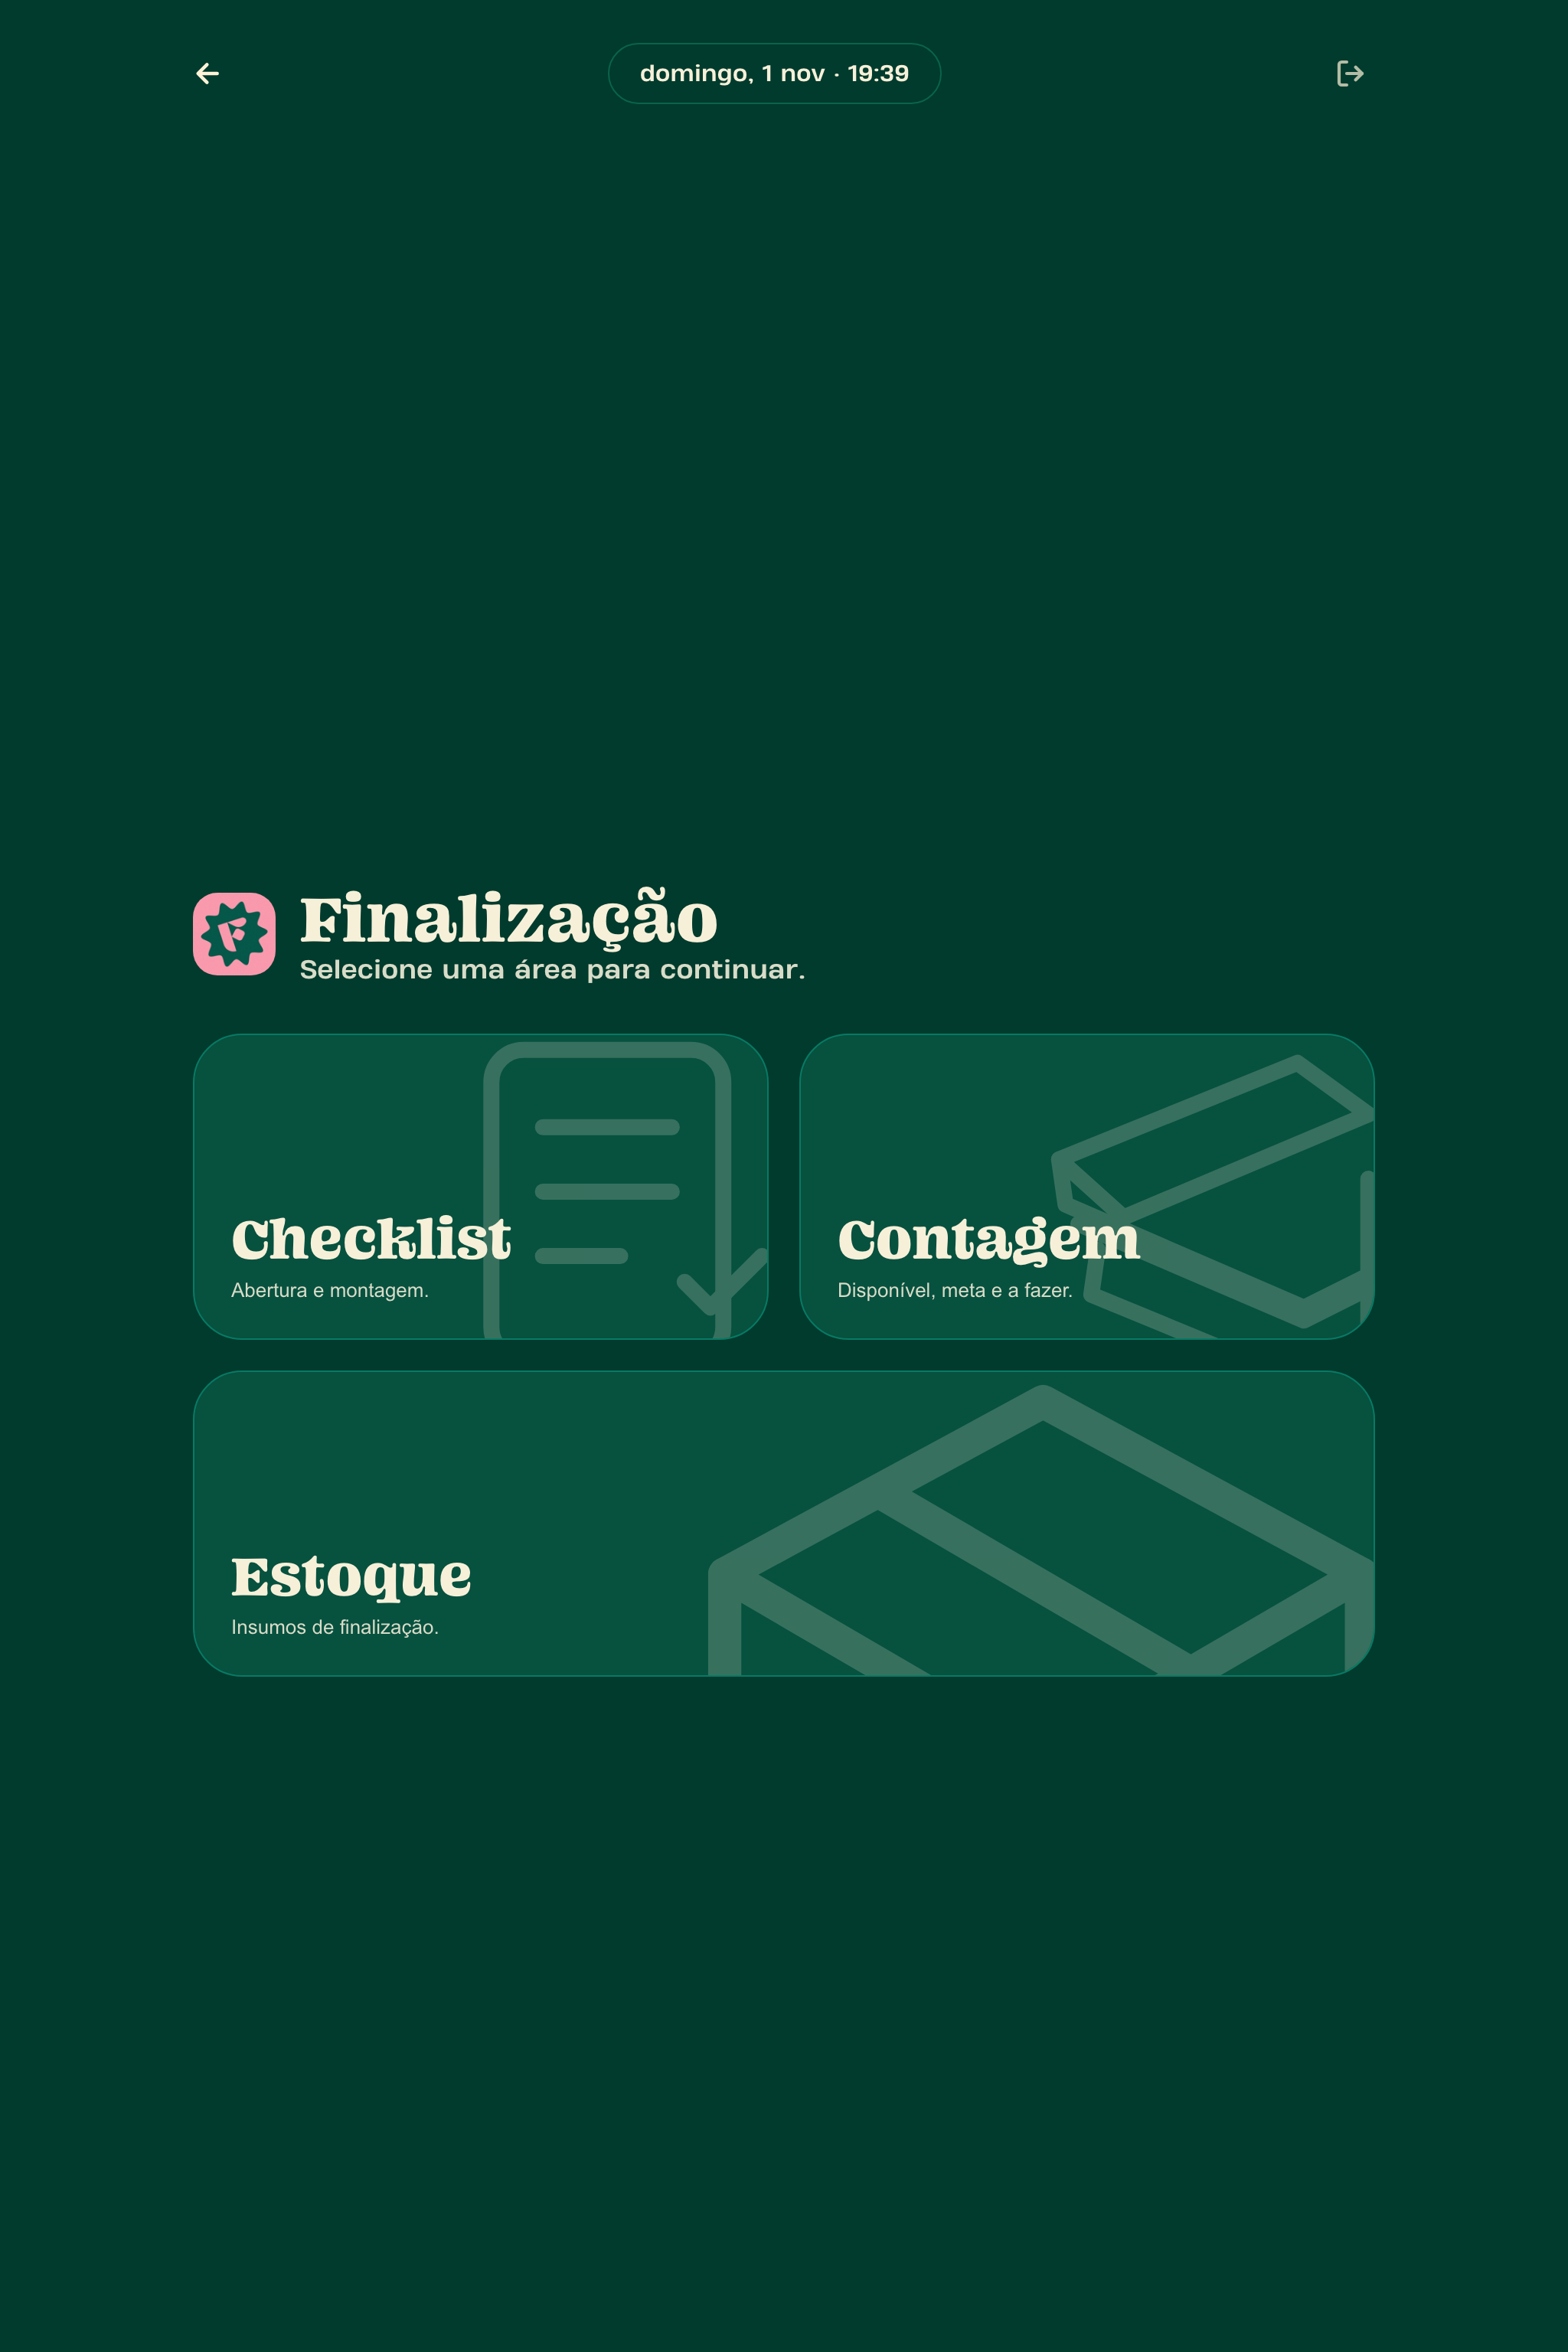 domingo, 1 nov · 19:39
Finalização
Selecione uma área para continuar.
Checklist
Abertura e montagem.
Contagem
Disponível, meta e a fazer.
Estoque
Insumos de finalização.